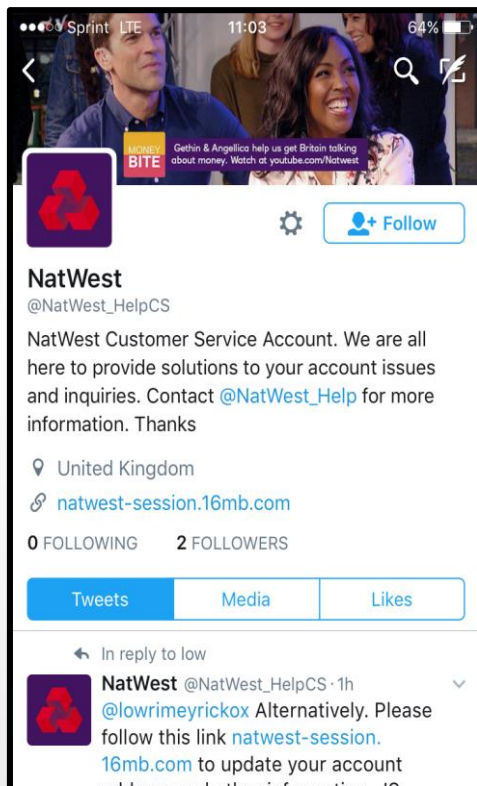 Sprint LTE 11:03 64%
MONEY BITE
Gethin & Angellica help us get Britain talking
about money. Watch at youtube.com/Natwest
Follow
NatWest
@NatWest_HelpCS
NatWest Customer Service Account. We are all
here to provide solutions to your account issues
and inquiries. Contact @NatWest_Help for more
information. Thanks
United Kingdom
natwest-session.16mb.com
0 FOLLOWING 2 FOLLOWERS
Tweets Media Likes
In reply to low
NatWest @NatWest_HelpCS · 1h
@lowrimeyrickox Alternatively. Please
follow this link natwest-session.
16mb.com to update your account